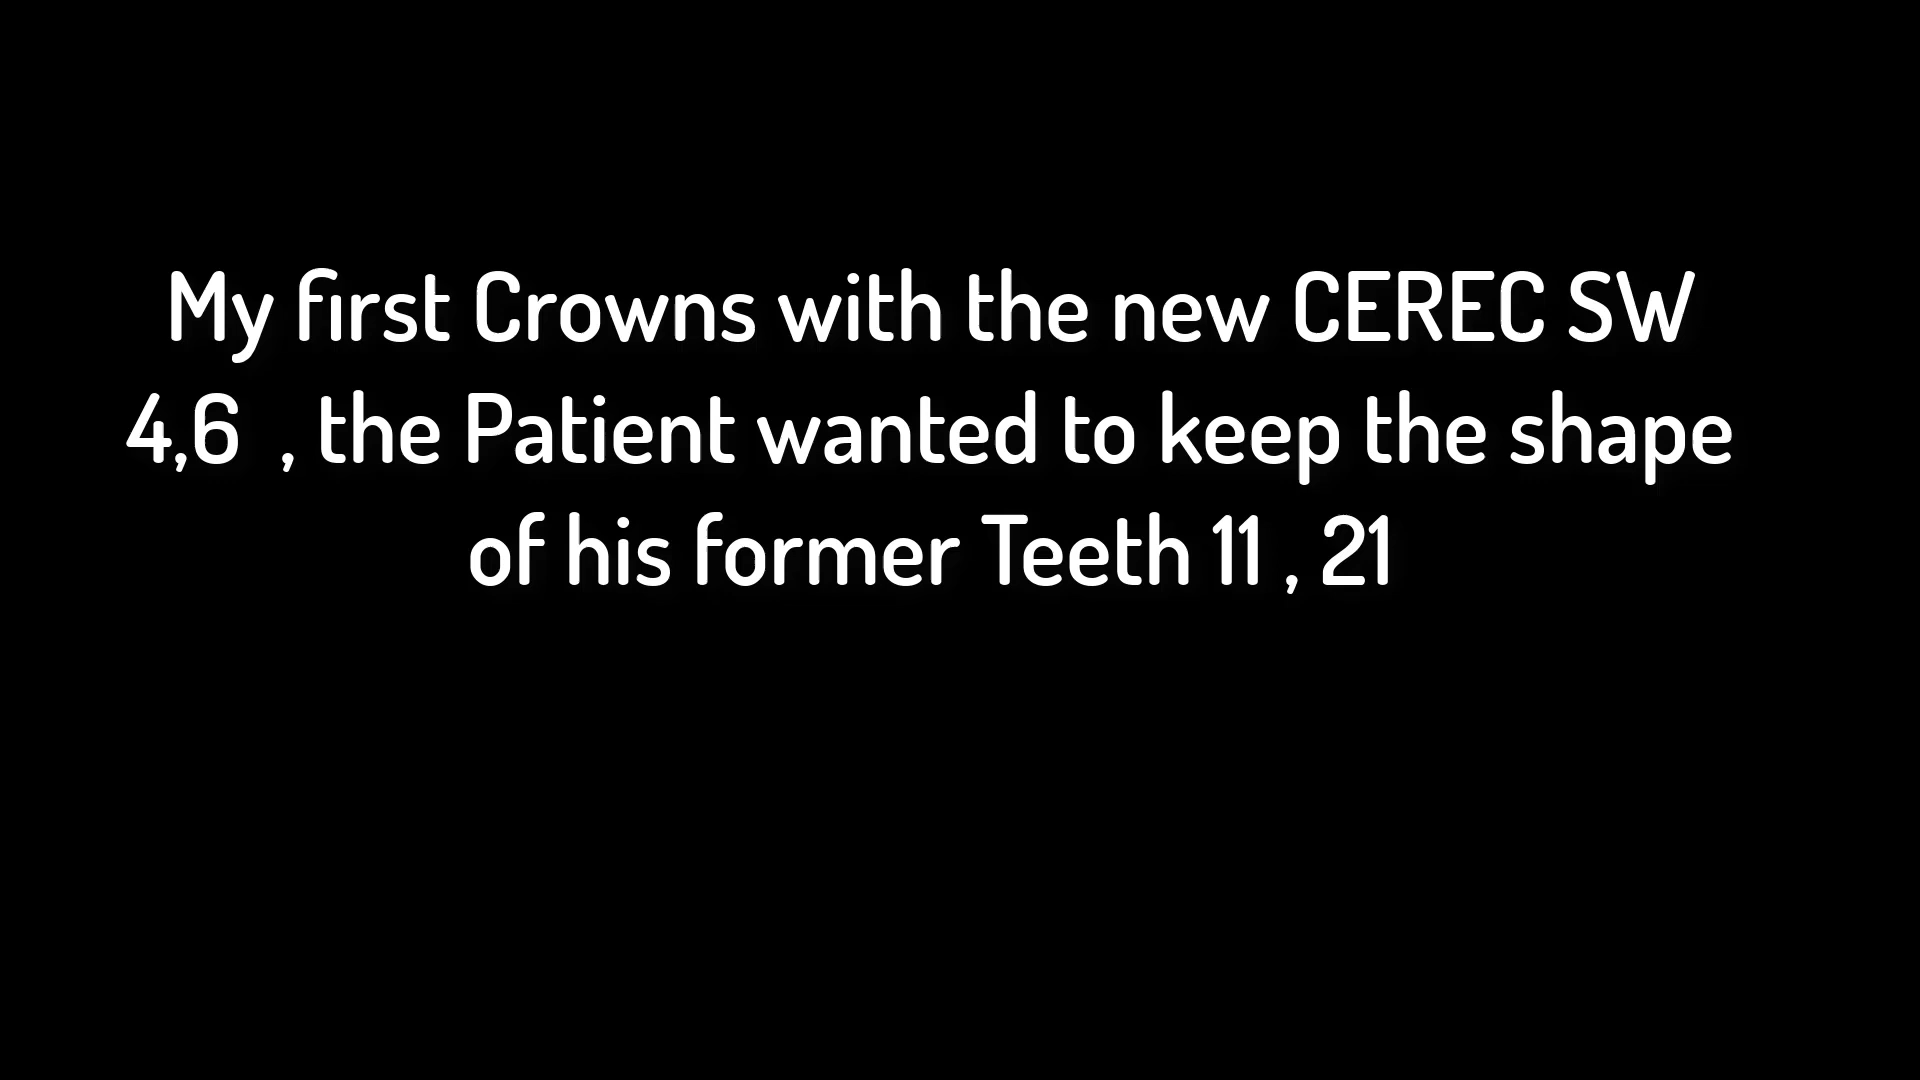 My first Crowns with the new CEREC SW
4,6  , the Patient wanted to keep the shape
of his former Teeth 11 , 21